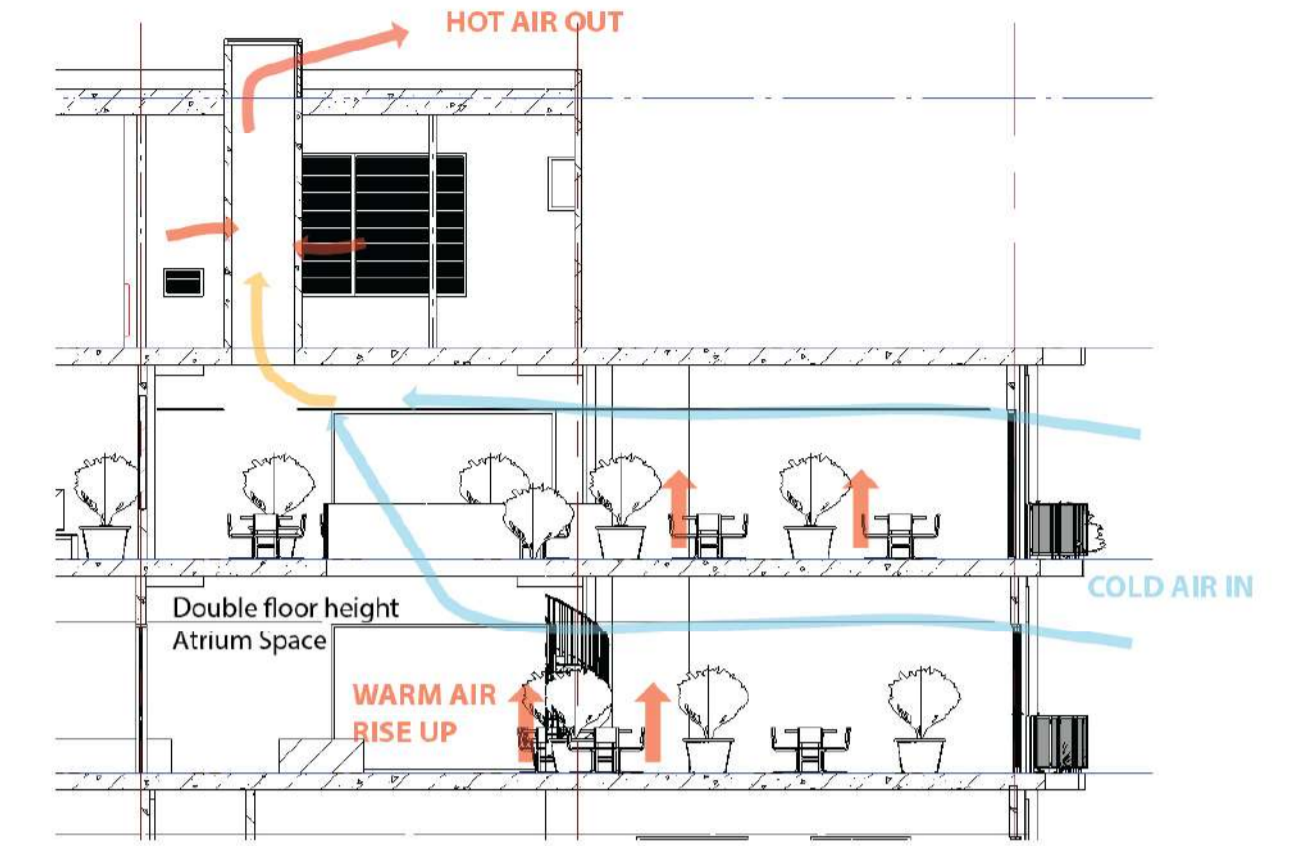 HOT AIR OUT
COLD AIR IN
Double floor height
Atrium Space
WARM AIR
RISE UP